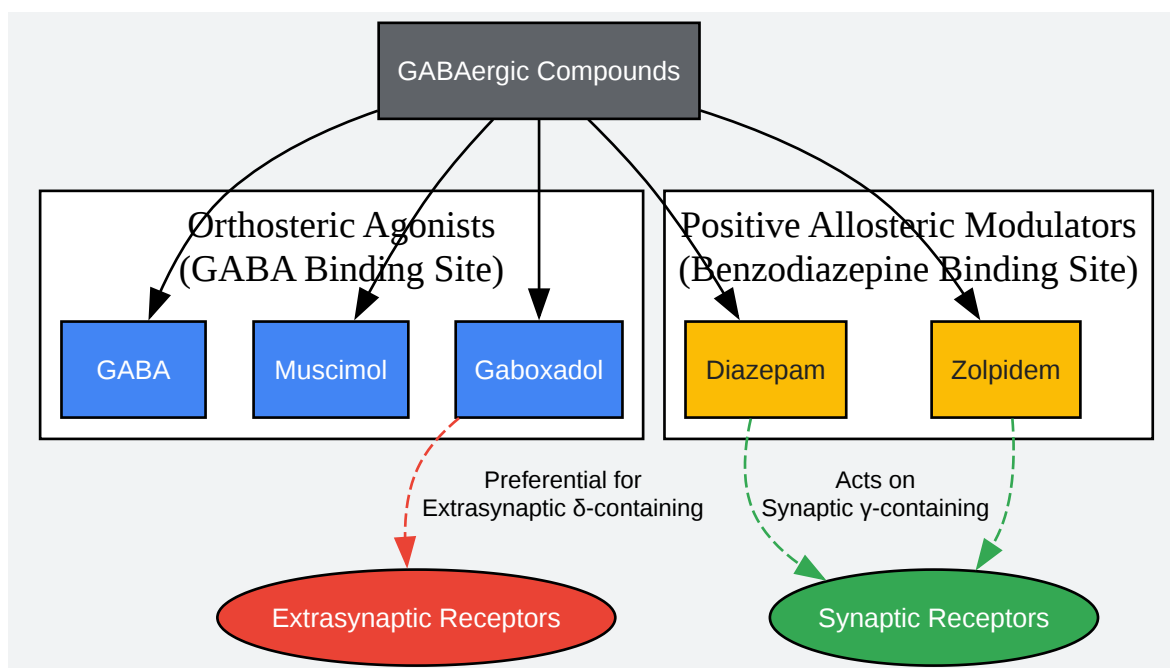 GABAergic Compounds
Orthosteric Agonists
(GABA Binding Site)
Positive Allosteric Modulators
(Benzodiazepine Binding Site)
GABA
Muscimol
Gaboxadol
Diazepam
Zolpidem
Preferential for
Extrasynaptic δ-containing
Acts on
Synaptic γ-containing
Extrasynaptic Receptors
Synaptic Receptors